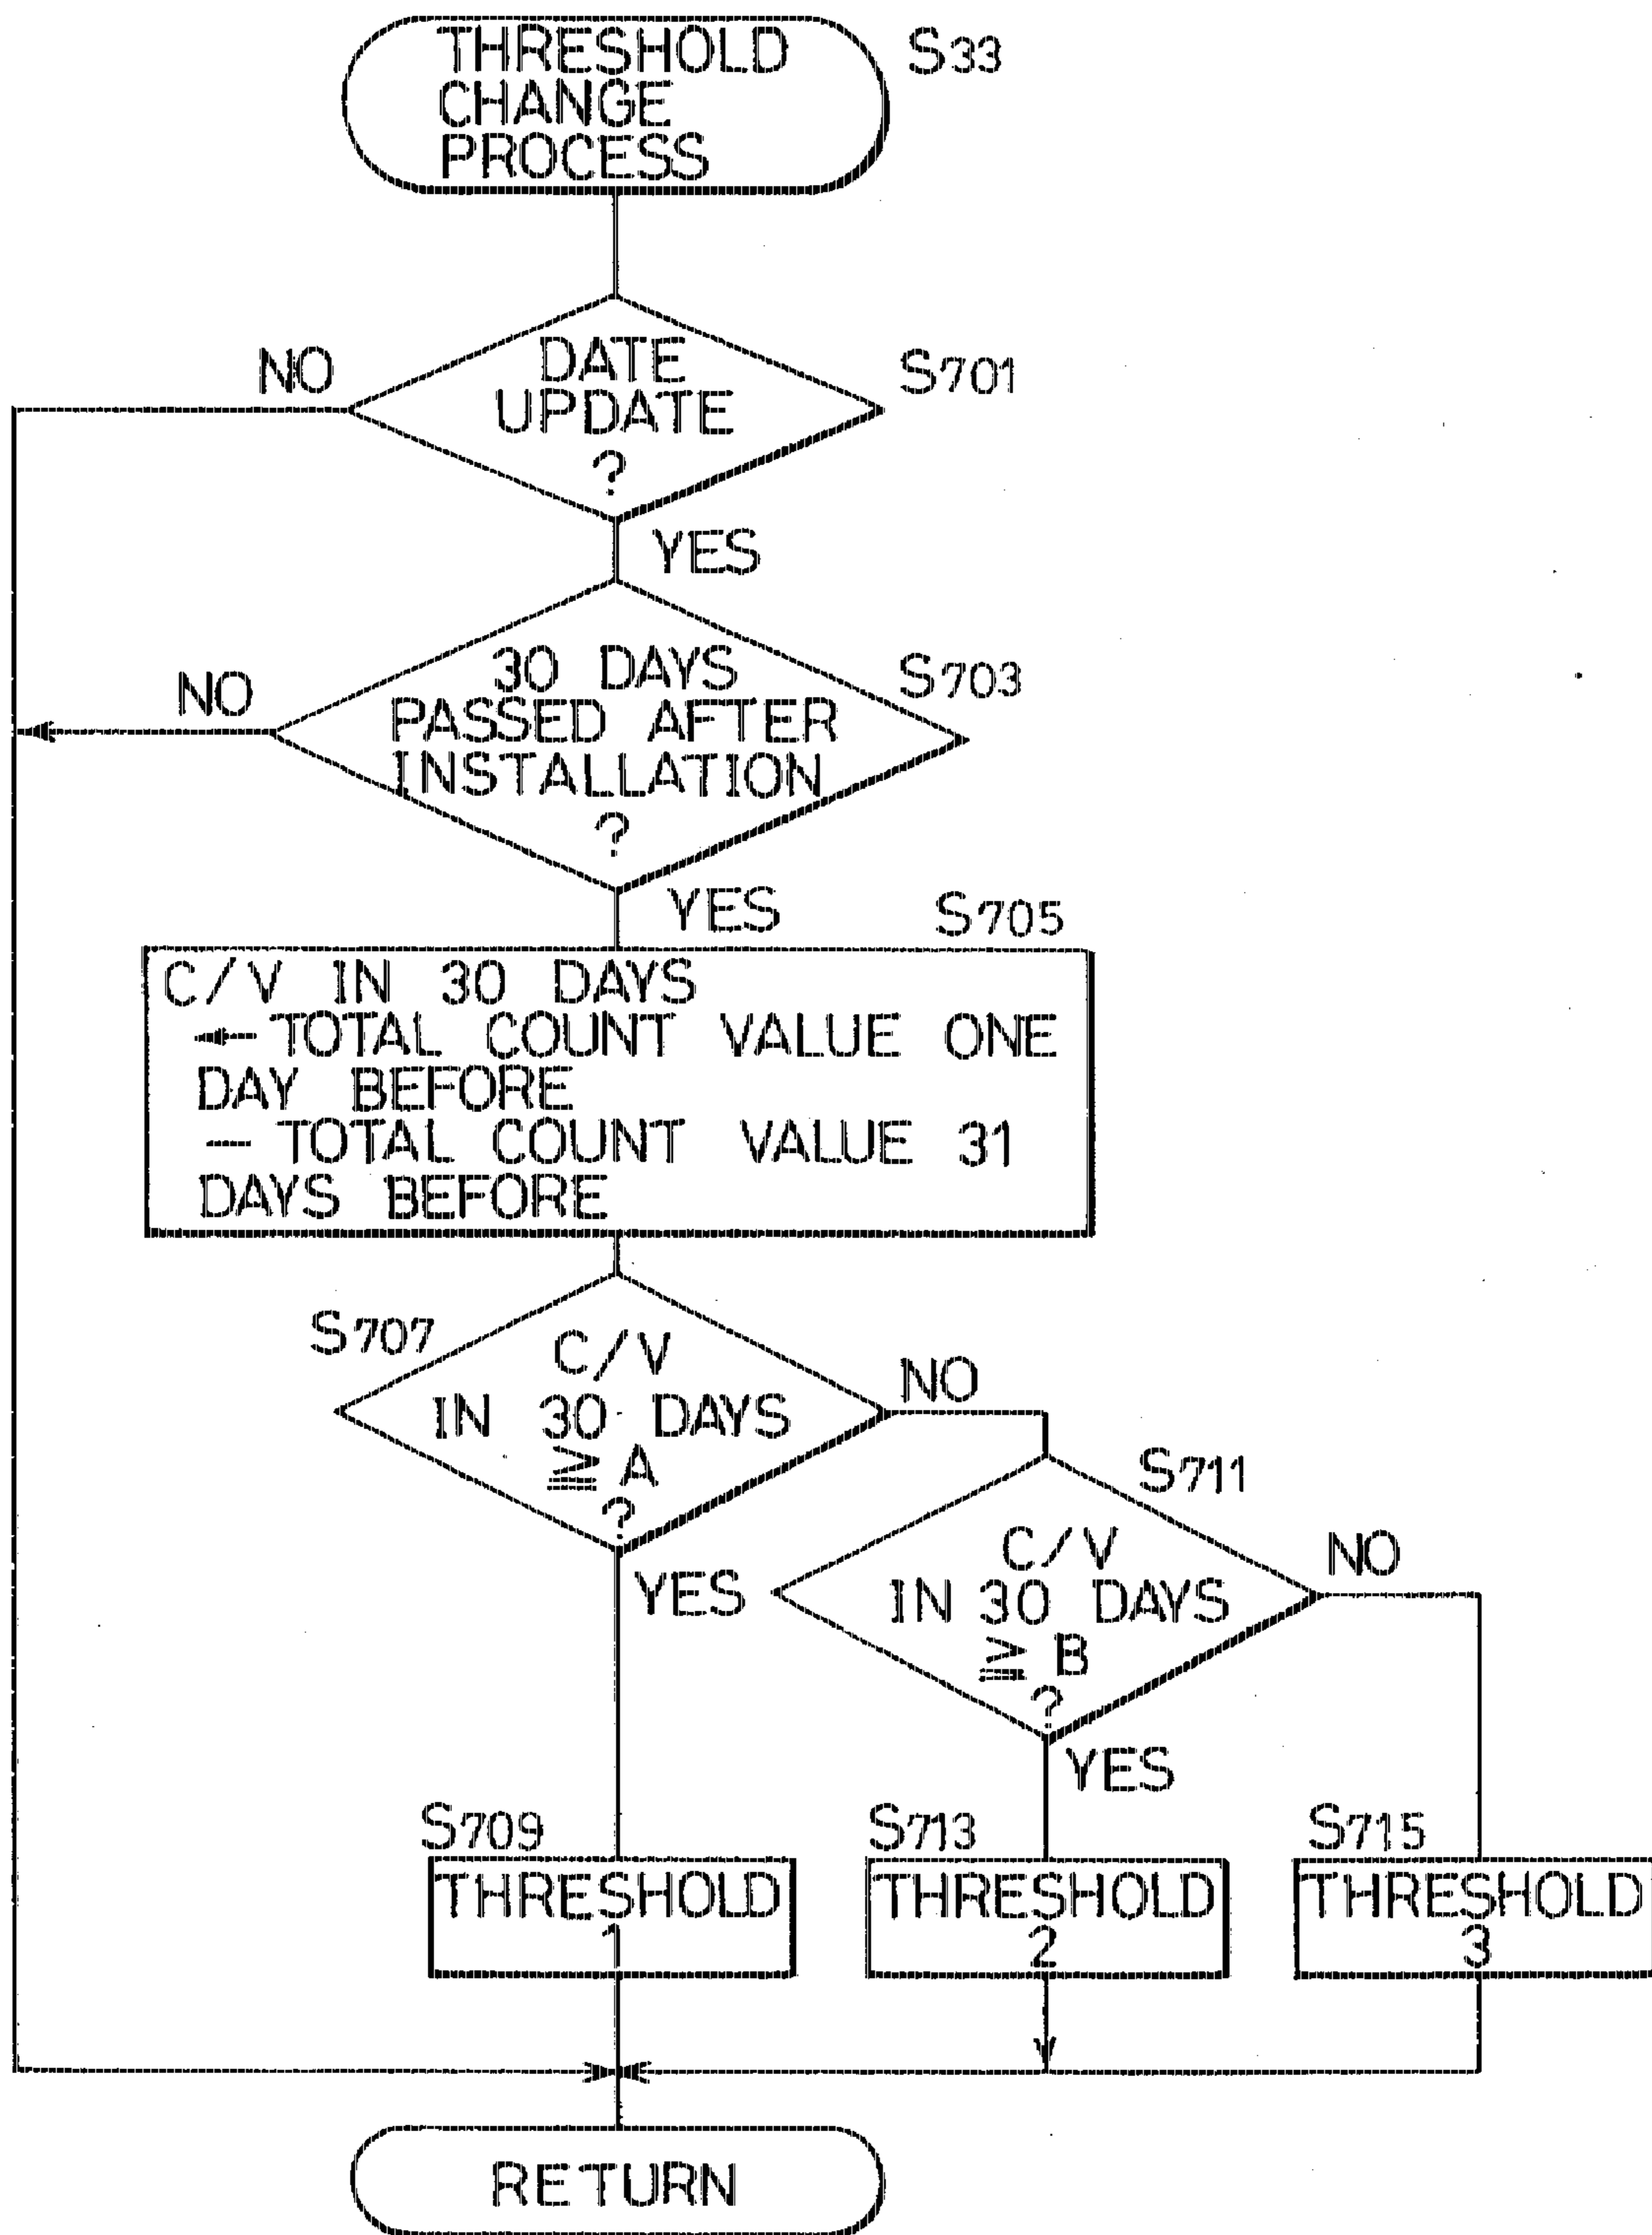 THRESHOLD
CHANGE
PROCESS
S33
DATE
UPDATE
?
S701
NO
YES
30 DAYS
PASSED AFTER
INSTALLATION
?
S703
NO
YES
S705
C/V IN 30 DAYS
← TOTAL COUNT VALUE ONE
DAY BEFORE
— TOTAL COUNT VALUE 31
DAYS BEFORE
S707
C/V
IN 30 DAYS
≧ A
?
NO
YES
S711
C/V
IN 30 DAYS
≧ B
?
NO
YES
S709
THRESHOLD
1
S713
THRESHOLD
2
S715
THRESHOLD
3
RETURN